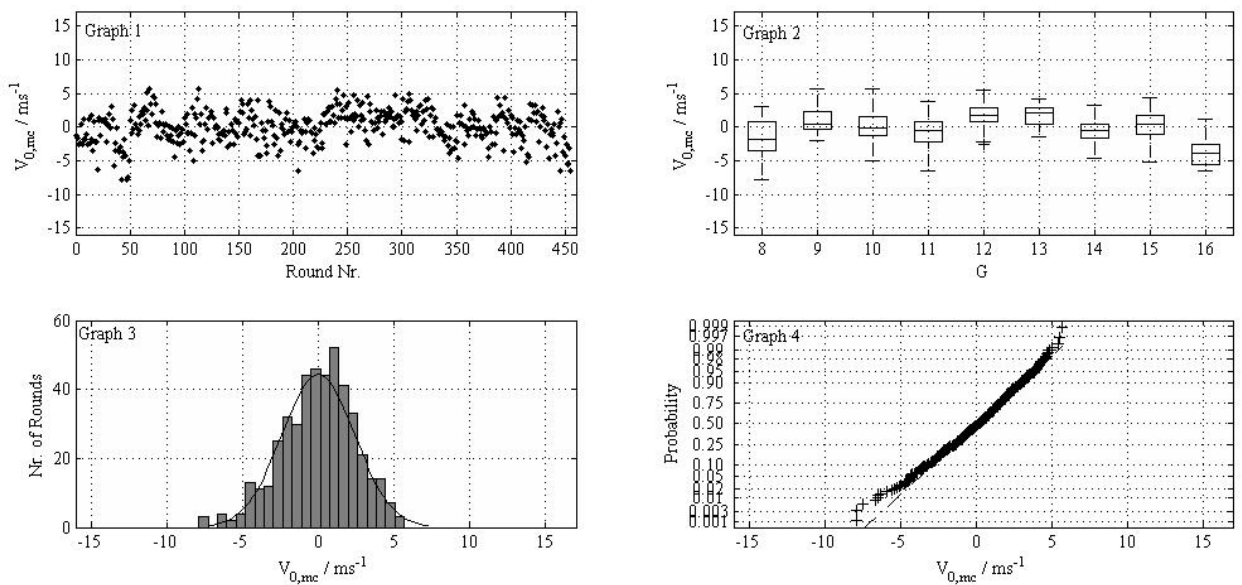 Graph 1
V0,mc / ms-1
15
10
5
0
-5
-10
-15
0 50 100 150 200 250 300 350 400 450
Round Nr.
Graph 2
V0,mc / ms-1
15
10
5
0
-5
-10
-15
8 9 10 11 12 13 14 15 16
G
Graph 3
Nr. of Rounds
60
40
20
0
-15 -10 -5 0 5 10 15
V0,mc / ms-1
Graph 4
Probability
0.999
0.997
0.99
0.98
0.95
0.90
0.75
0.50
0.25
0.10
0.05
0.02
0.01
0.003
0.001
-15 -10 -5 0 5 10 15
V0,mc / ms-1